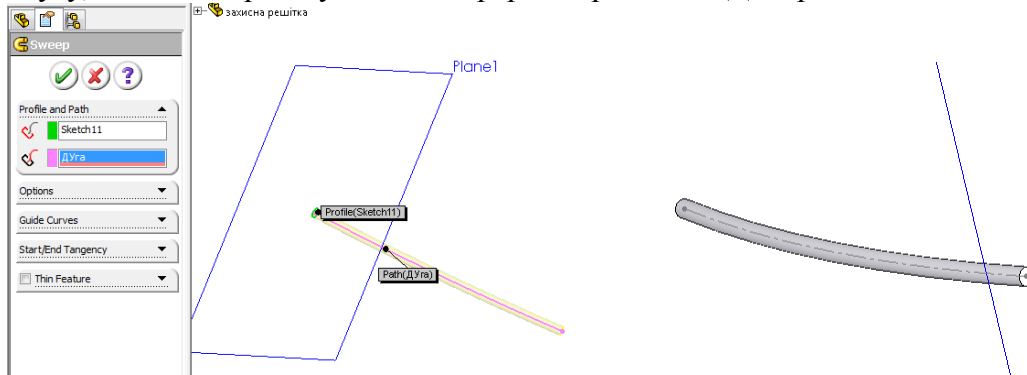 захисна решітка
Sweep
Plane1
Profile and Path
Sketch11
ДУга
Profile(Sketch11)
Path(ДУга)
Options
Guide Curves
Start/End Tangency
Thin Feature